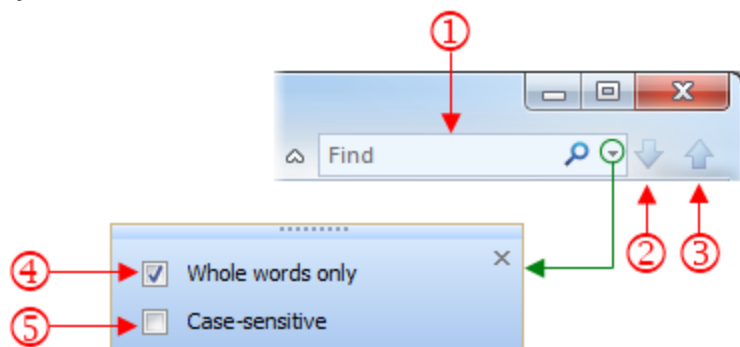 ①
Find
② ③
④ Whole words only
⑤ Case-sensitive